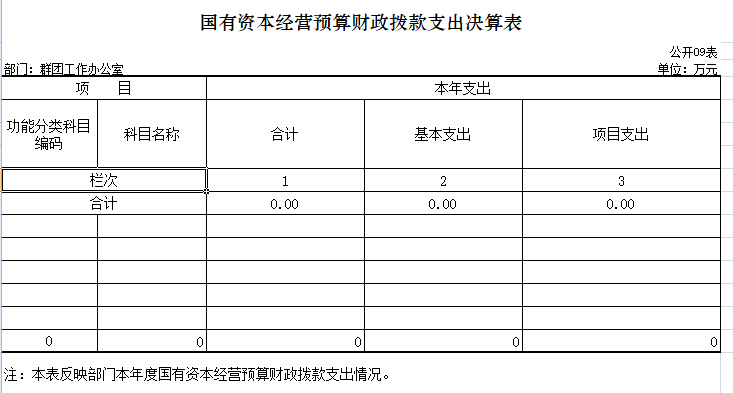 国有资本经营预算财政拨款支出决算表
公开09表
部门：群团工作办公室 单位：万元
项 目 本年支出
功能分类科目编码 科目名称 合计 基本支出 项目支出
栏次 1 2 3
合计 0.00 0.00 0.00
0 0 0 0 0
注：本表反映部门本年度国有资本经营预算财政拨款支出情况。